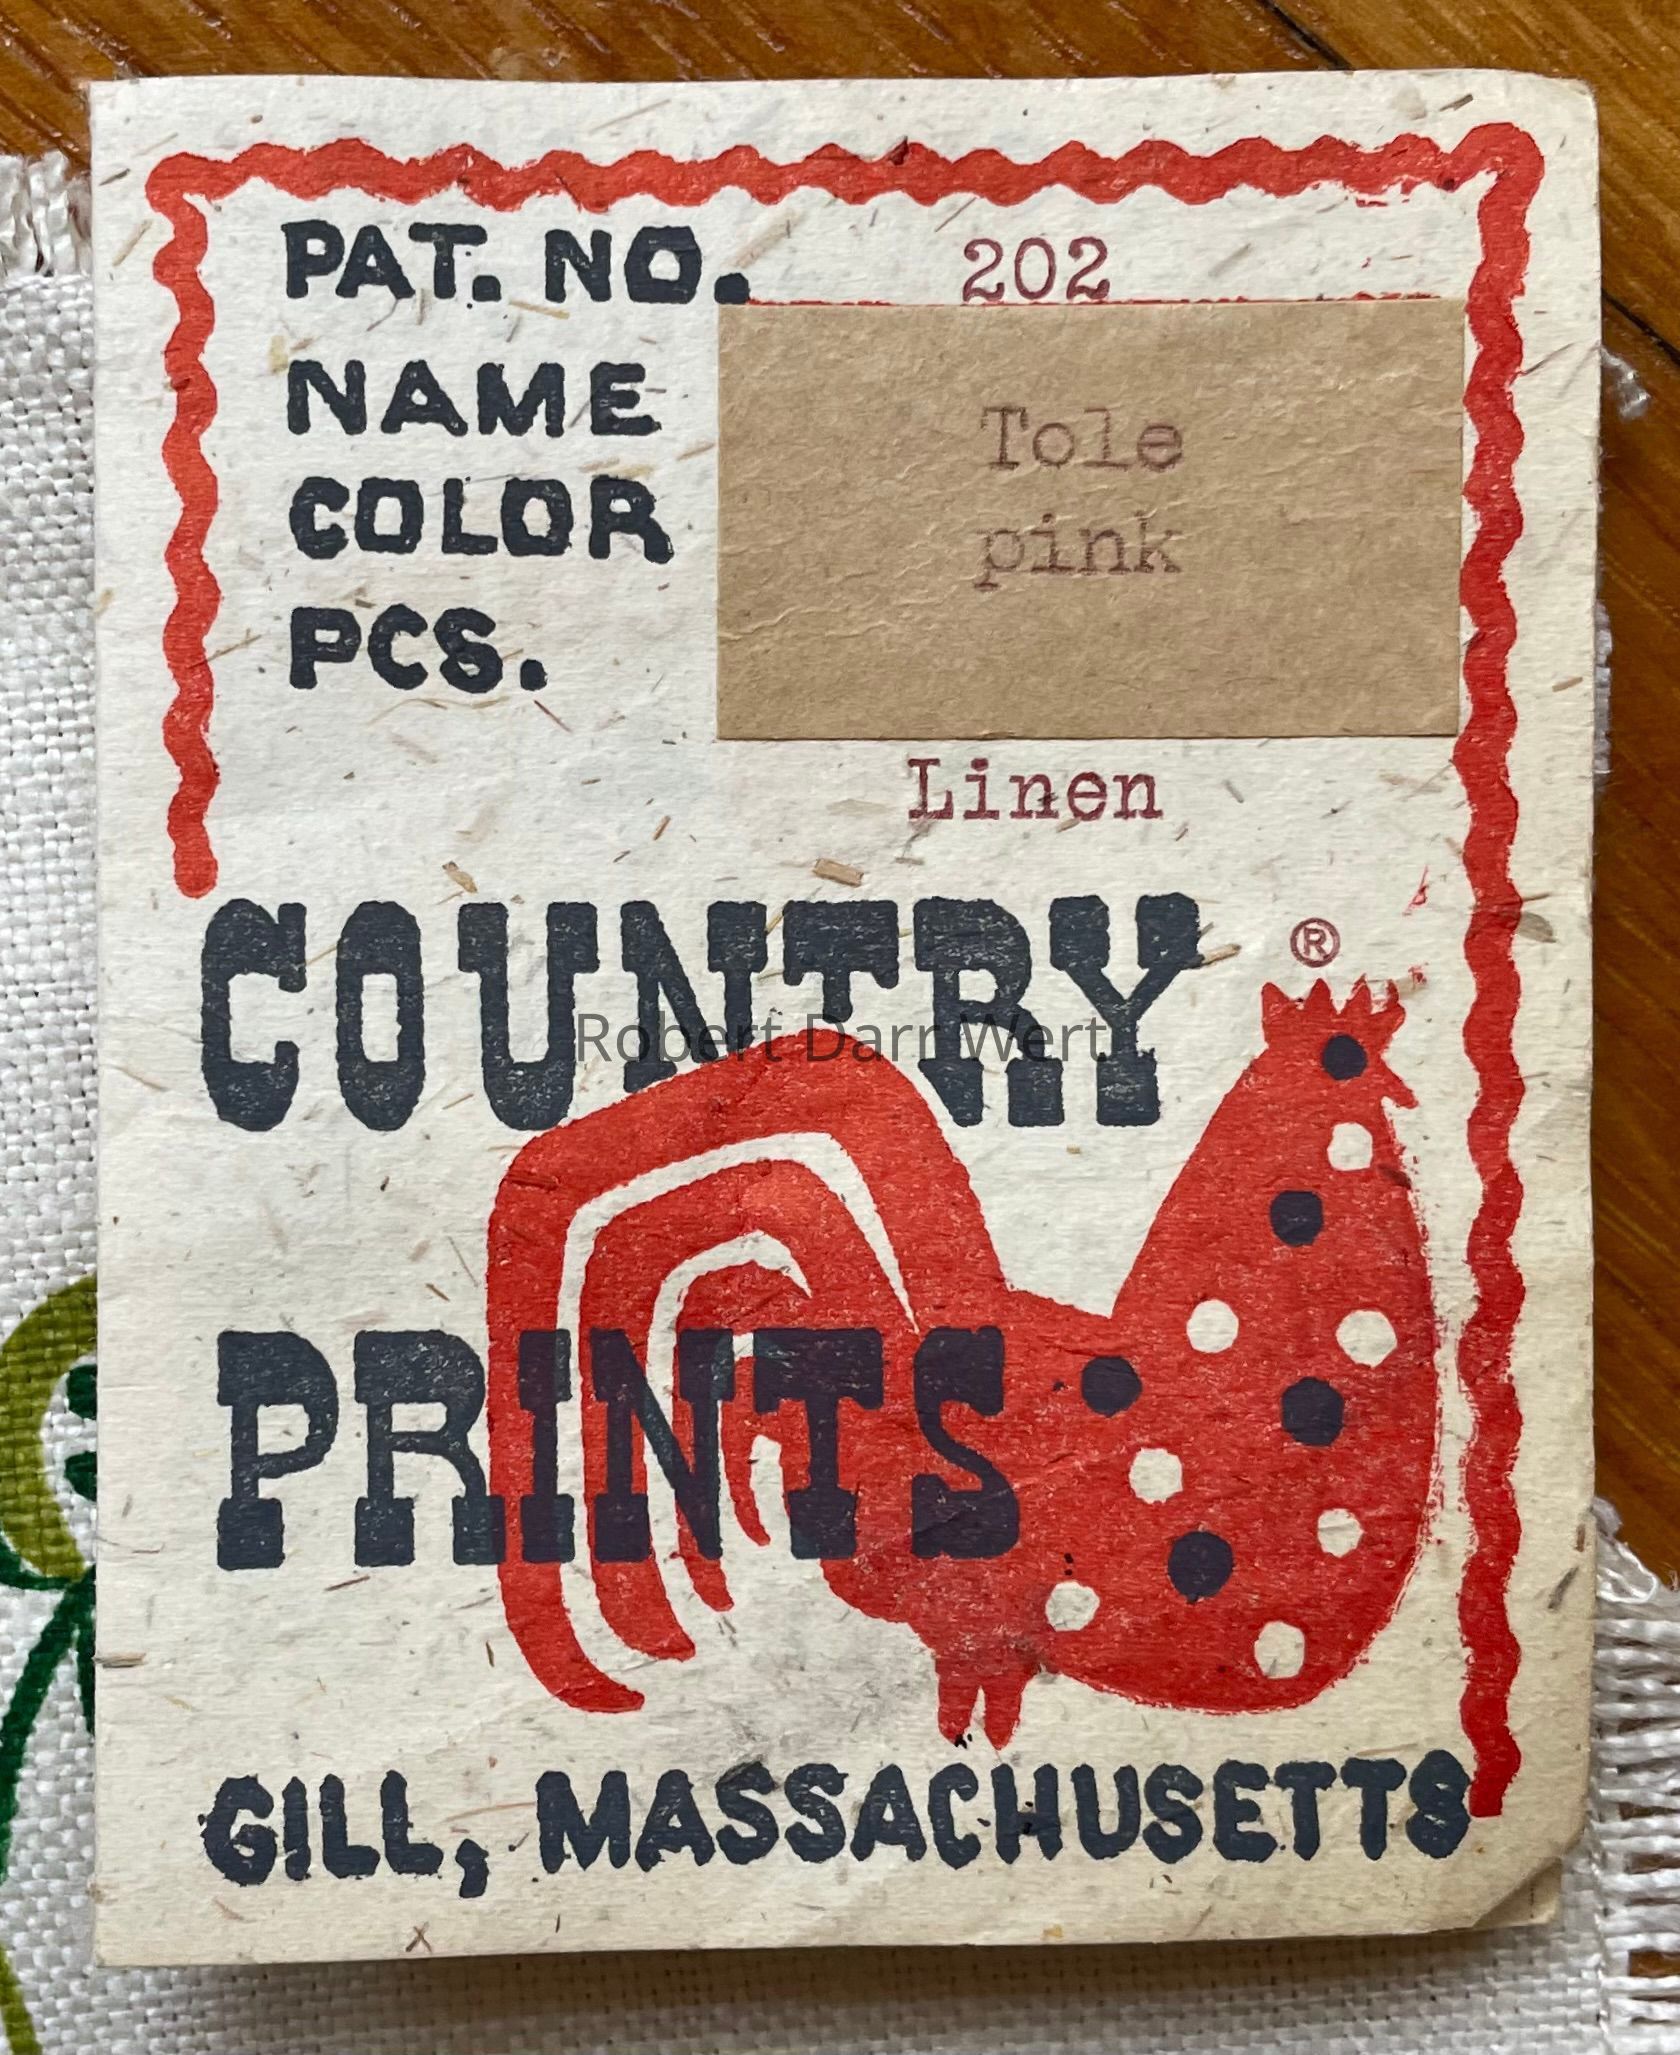 PAT. NO. 202
NAME Tole
COLOR pink
PCS.
Linen
COUNTRY ®
Robert Darr Wert
PRINTS
GILL, MASSACHUSETTS